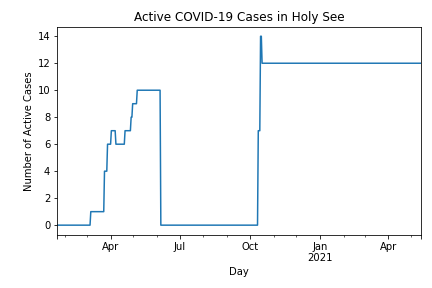 Active COVID-19 Cases in Holy See
14
12
10
8
6
4
2
0
Number of Active Cases
Apr
Jul
Oct
Jan
2021
Apr
Day